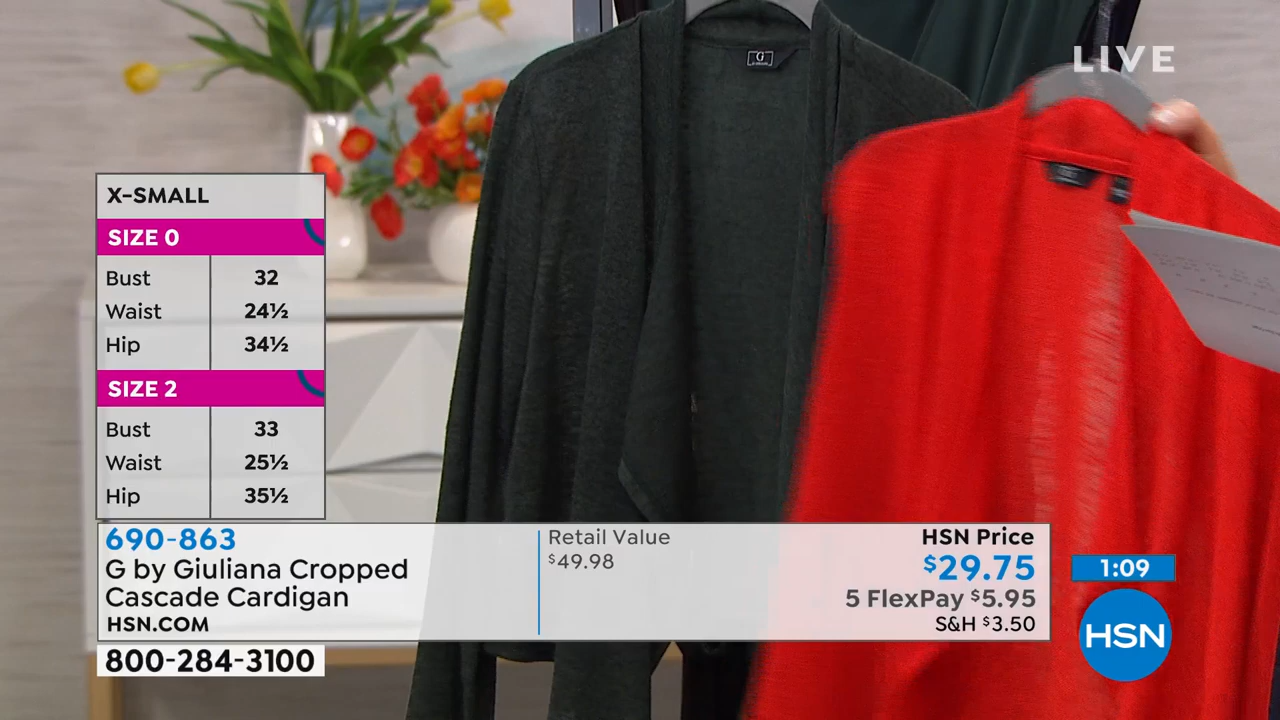 LIVE
X-SMALL
SIZE 0
Bust 32
Waist 24½
Hip 34½
SIZE 2
Bust 33
Waist 25½
Hip 35½
690-863
G by Giuliana Cropped
Cascade Cardigan
HSN.COM
800-284-3100
Retail Value
$49.98
HSN Price
$29.75
5 FlexPay $5.95
S&H $3.50
1:09
HSN
G